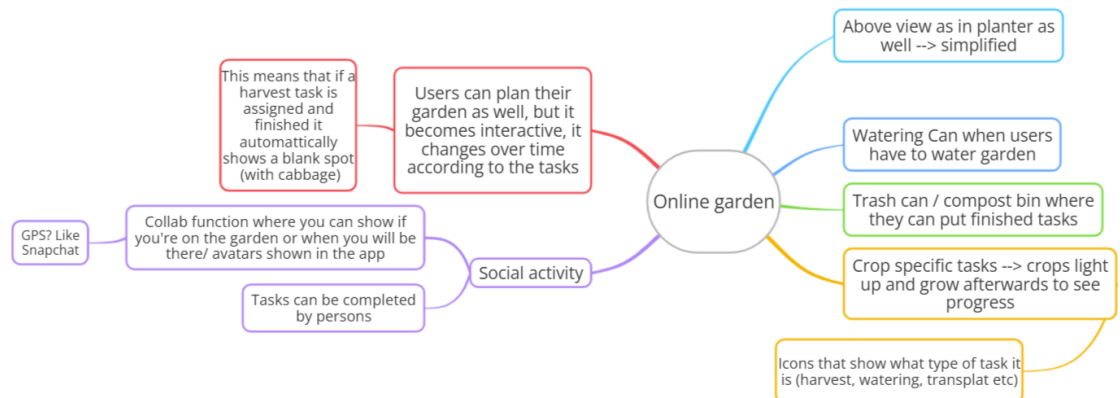 Online garden
Above view as in planter as
well --> simplified
Watering Can when users
have to water garden
Trash can / compost bin where
they can put finished tasks
Crop specific tasks --> crops light
up and grow afterwards to see
progress
Icons that show what type of task it
is (harvest, watering, transplat etc)
Users can plan their
garden as well, but it
becomes interactive, it
changes over time
according to the tasks
This means that if a
harvest task is
assigned and
finished it
automattically
shows a blank spot
(with cabbage)
Social activity
Collab function where you can show if
you're on the garden or when you will be
there/ avatars shown in the app
GPS? Like
Snapchat
Tasks can be completed
by persons